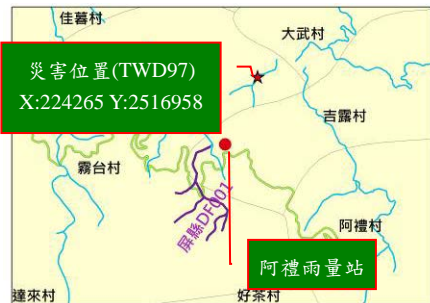 佳暮村
大武村
災害位置(TWD97)
X:224265 Y:2516958
吉露村
霧台村
屏縣DF001
阿禮村
阿禮雨量站
達來村
好茶村